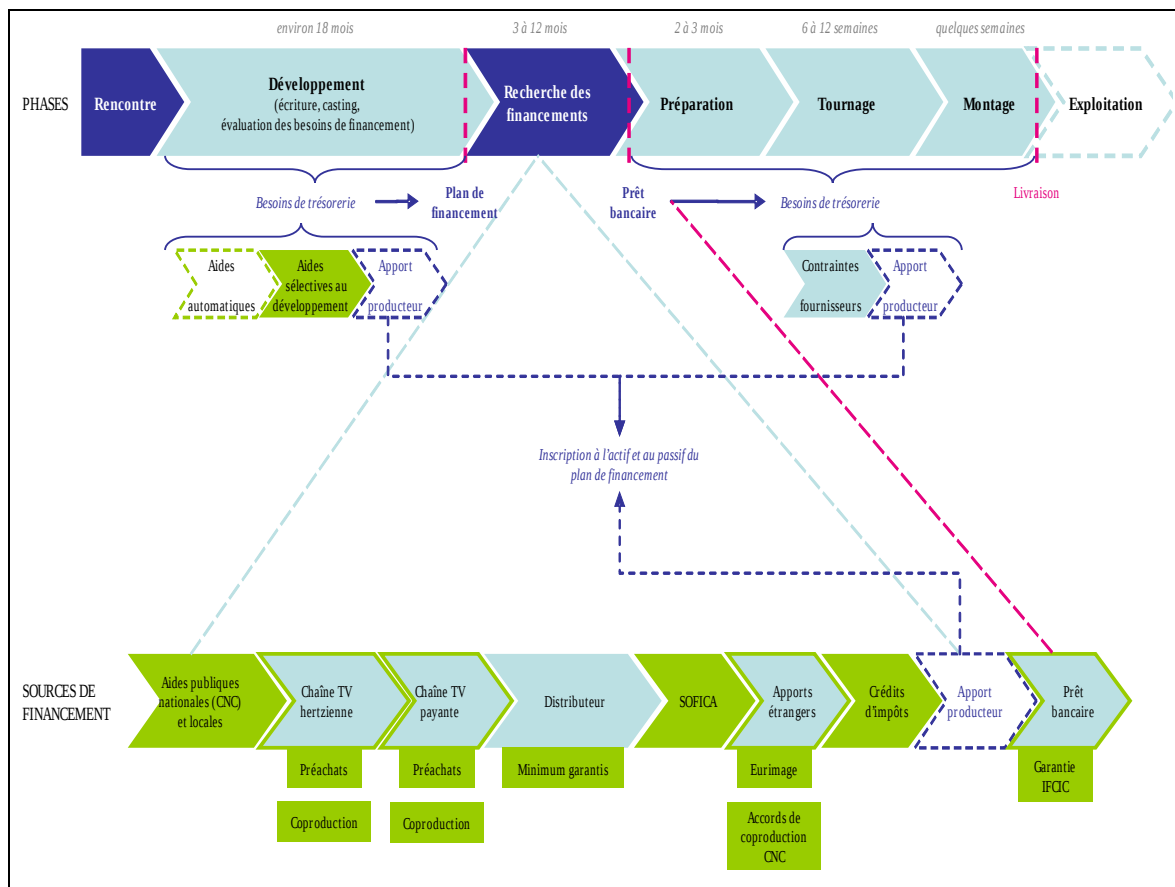 environ 18 mois
3 à 12 mois
2 à 3 mois
6 à 12 semaines
quelques semaines
PHASES
Rencontre
Développement
(écriture, casting,
évaluation des besoins de financement)
Recherche des
financements
Préparation
Tournage
Montage
Exploitation
Besoins de trésorerie
Plan de
financement
Prêt
bancaire
Besoins de trésorerie
Livraison
Aides
automatiques
Aides
sélectives au
développement
Apport
producteur
Contraintes
fournisseurs
Apport
producteur
Inscription à l'actif et au passif du
plan de financement
SOURCES DE
FINANCEMENT
Aides publiques
nationales (CNC)
et locales
Chaîne TV
hertzienne
Chaîne TV
payante
Distributeur
SOFICA
Apports
étrangers
Crédits
d'impôts
Apport
producteur
Prêt
bancaire
Préachats
Préachats
Minimum garantis
Eurimage
Garantie
IFCIC
Coproduction
Coproduction
Accords de
coproduction
CNC